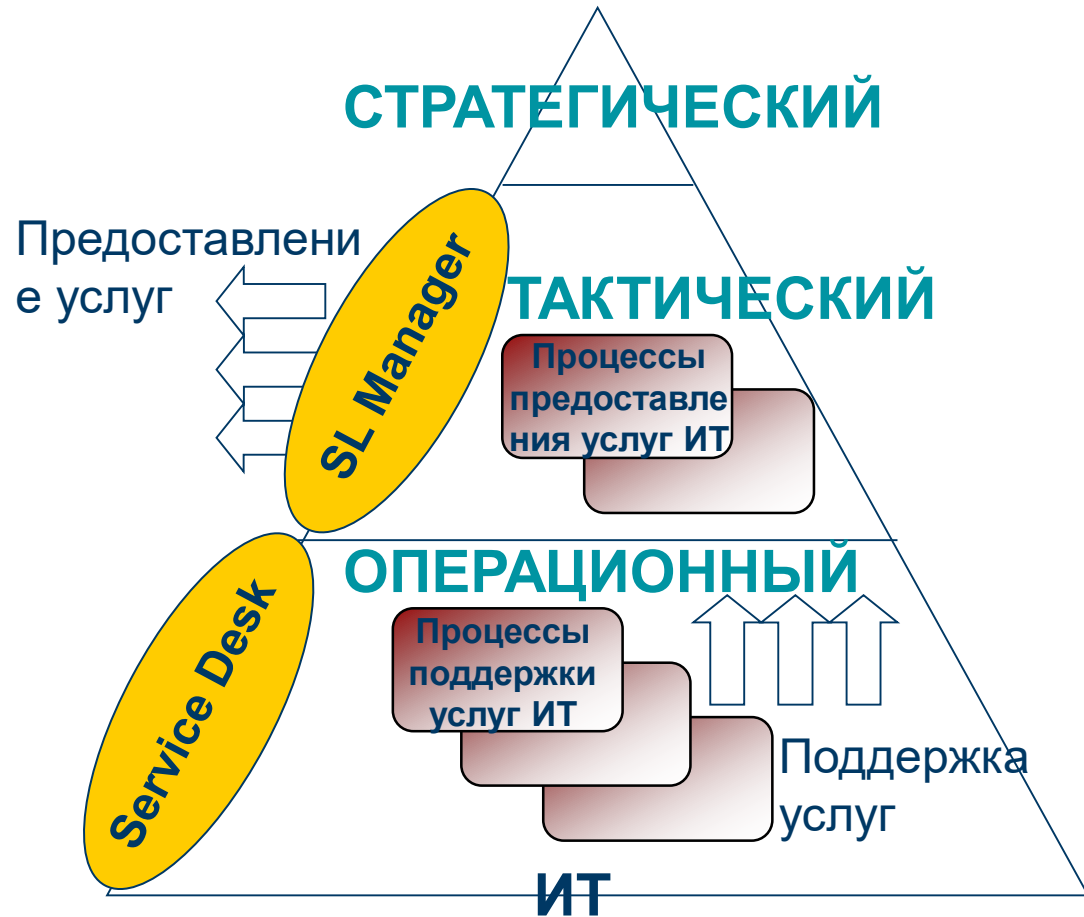 СТРАТЕГИЧЕСКИЙ
Предоставлени
е услуг
SL Manager
ТАКТИЧЕСКИЙ
Процессы
предоставле
ния услуг ИТ
ОПЕРАЦИОННЫЙ
Service Desk
Процессы
поддержки
услуг ИТ
Поддержка
услуг
ИТ